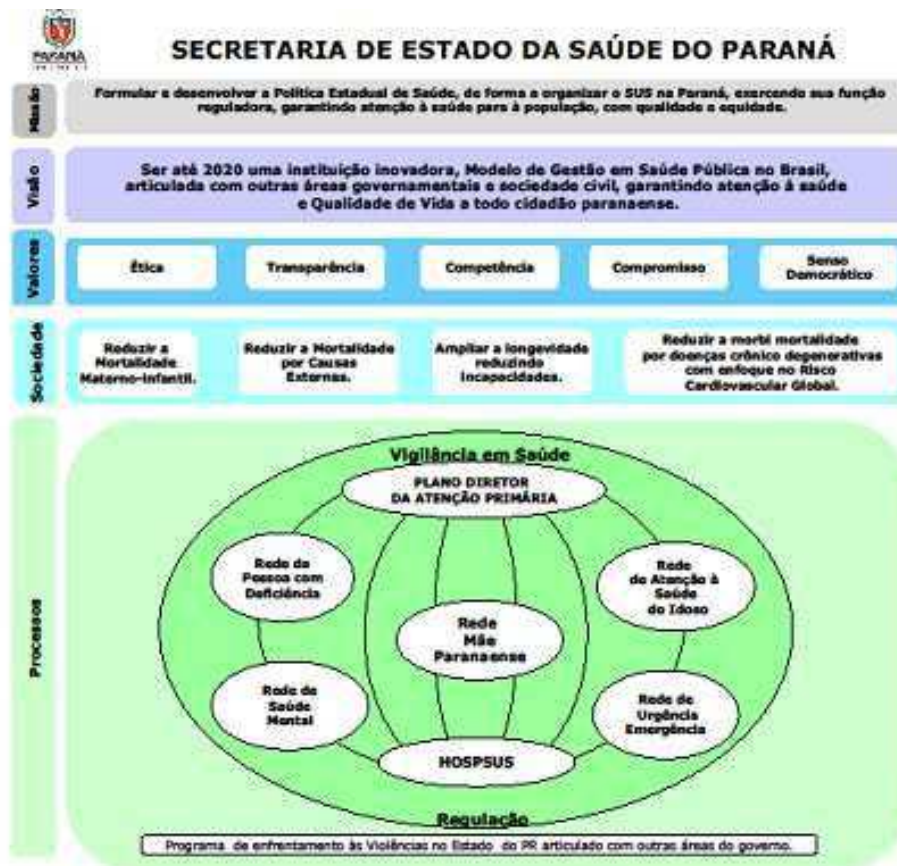 PARANÁ
SECRETARIA DE ESTADO DA SAÚDE DO PARANÁ
Missão
Formular e desenvolver a Política Estadual de Saúde, de forma a organizar o SUS na Paraná, exercendo sua função
reguladora, garantindo atenção à saúde para à população, com qualidade e equidade.
Visão
Ser até 2020 uma instituição inovadora, Modelo de Gestão em Saúde Pública no Brasil,
articulada com outras áreas governamentais e sociedade civil, garantindo atenção à saúde
e Qualidade de Vida a todo cidadão paranaense.
Valores
Ética
Transparência
Competência
Compromisso
Senso
Democrático
Sociedade
Reduzir a
Mortalidade
Materno-infantil.
Reduzir a Mortalidade
por Causas
Externas.
Ampliar a longevidade
reduzindo
incapacidades.
Reduzir a morbi mortalidade
por doenças crônico degenerativas
com enfoque no Risco
Cardiovascular Global.
Processos
Vigilância em Saúde
PLANO DIRETOR
DA ATENÇÃO PRIMÁRIA
Rede da
Pessoa com
Deficiência
Rede
de Atenção à
Saúde
do Idoso
Rede
Mãe
Paranaense
Rede de
Saúde
Mental
Rede de
Urgência
Emergência
HOSPSUS
Regulação
Programa de enfrentamento às Violências no Estado do PR articulado com outras áreas do governo.